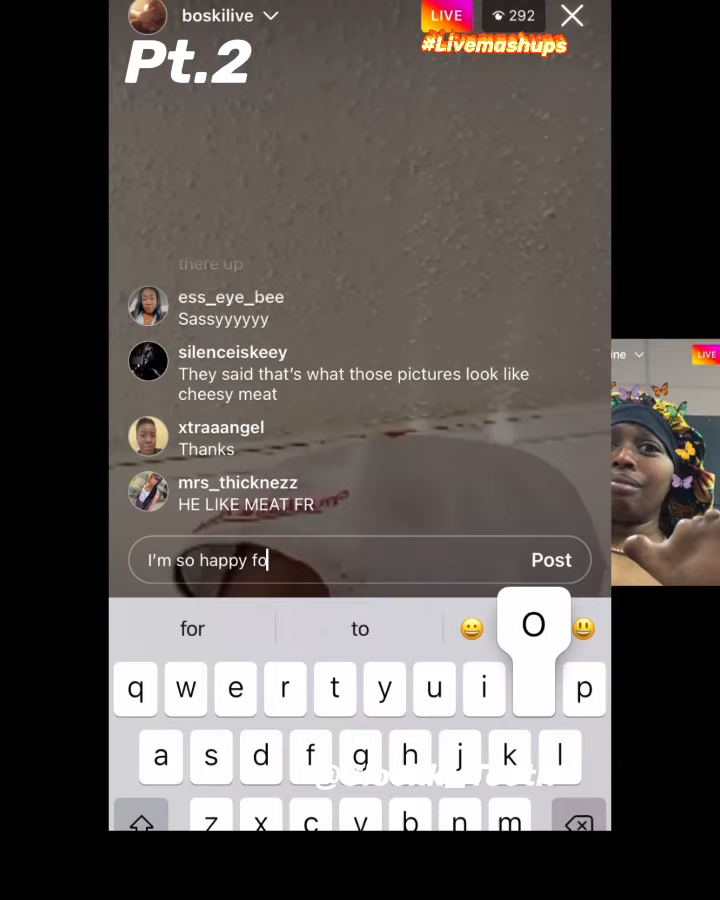 boskilive
LIVE
292
#Livemashups
Pt.2
there up
ess_eye_bee
Sassyyyyyy
silenceiskeey
They said that's what those pictures look like
cheesy meat
ine
LIVE
xtraaangel
Thanks
mrs_thicknezz
HE LIKE MEAT FR
I'm so happy fo
Post
for
to
O
q w e r t y u i p
a s d f g h j k l
z x c v b n m